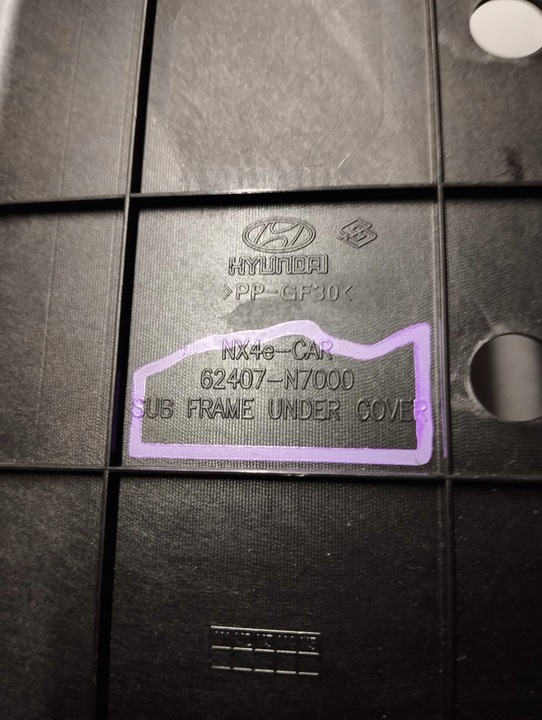 HYUNDAI
>PP-GF30<
NX4e-CAR
62407-N7000
SUB FRAME UNDER COVER